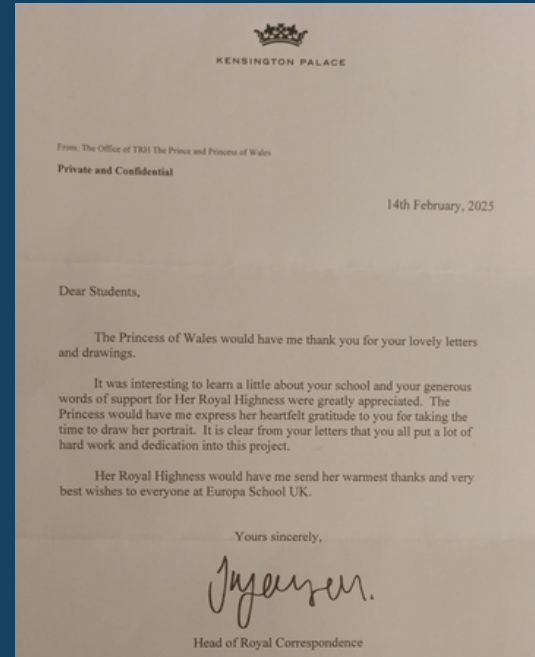 KENSINGTON PALACE
From: The Office of TRH The Prince and Princess of Wales
Private and Confidential
14th February, 2025
Dear Students,
The Princess of Wales would have me thank you for your lovely letters
and drawings.
It was interesting to learn a little about your school and your generous
words of support for Her Royal Highness were greatly appreciated. The
Princess would have me express her heartfelt gratitude to you for taking the
time to draw her portrait. It is clear from your letters that you all put a lot of
hard work and dedication into this project.
Her Royal Highness would have me send her warmest thanks and very
best wishes to everyone at Europa School UK.
Yours sincerely,
Head of Royal Correspondence